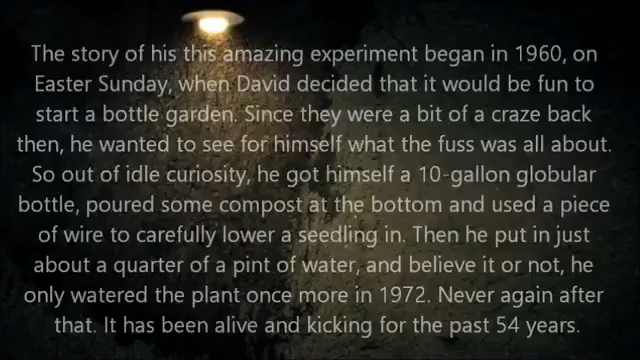 The story of his this amazing experiment began in 1960, on
Easter Sunday, when David decided that it would be fun to
start a bottle garden. Since they were a bit of a craze back
then, he wanted to see for himself what the fuss was all about.
So out of idle curiosity, he got himself a 10-gallon globular
bottle, poured some compost at the bottom and used a piece
of wire to carefully lower a seedling in. Then he put in just
about a quarter of a pint of water, and believe it or not, he
only watered the plant once more in 1972. Never again after
that. It has been alive and kicking for the past 54 years.